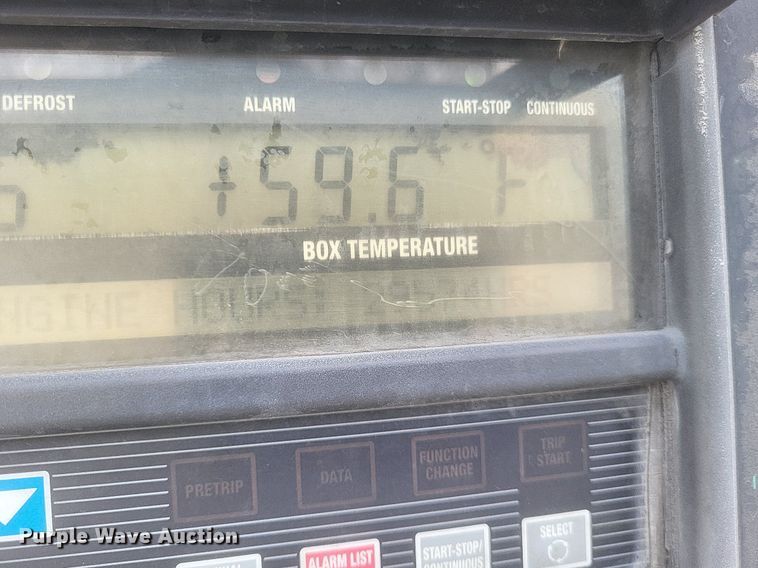 DEFROST ALARM START-STOP CONTINUOUS
+59.6 °F
BOX TEMPERATURE
HOURS
PRETRIP DATA FUNCTION CHANGE TRIP START
SELECT
ALARM LIST START-STOP/ CONTINUOUS
Purple Wave Auction